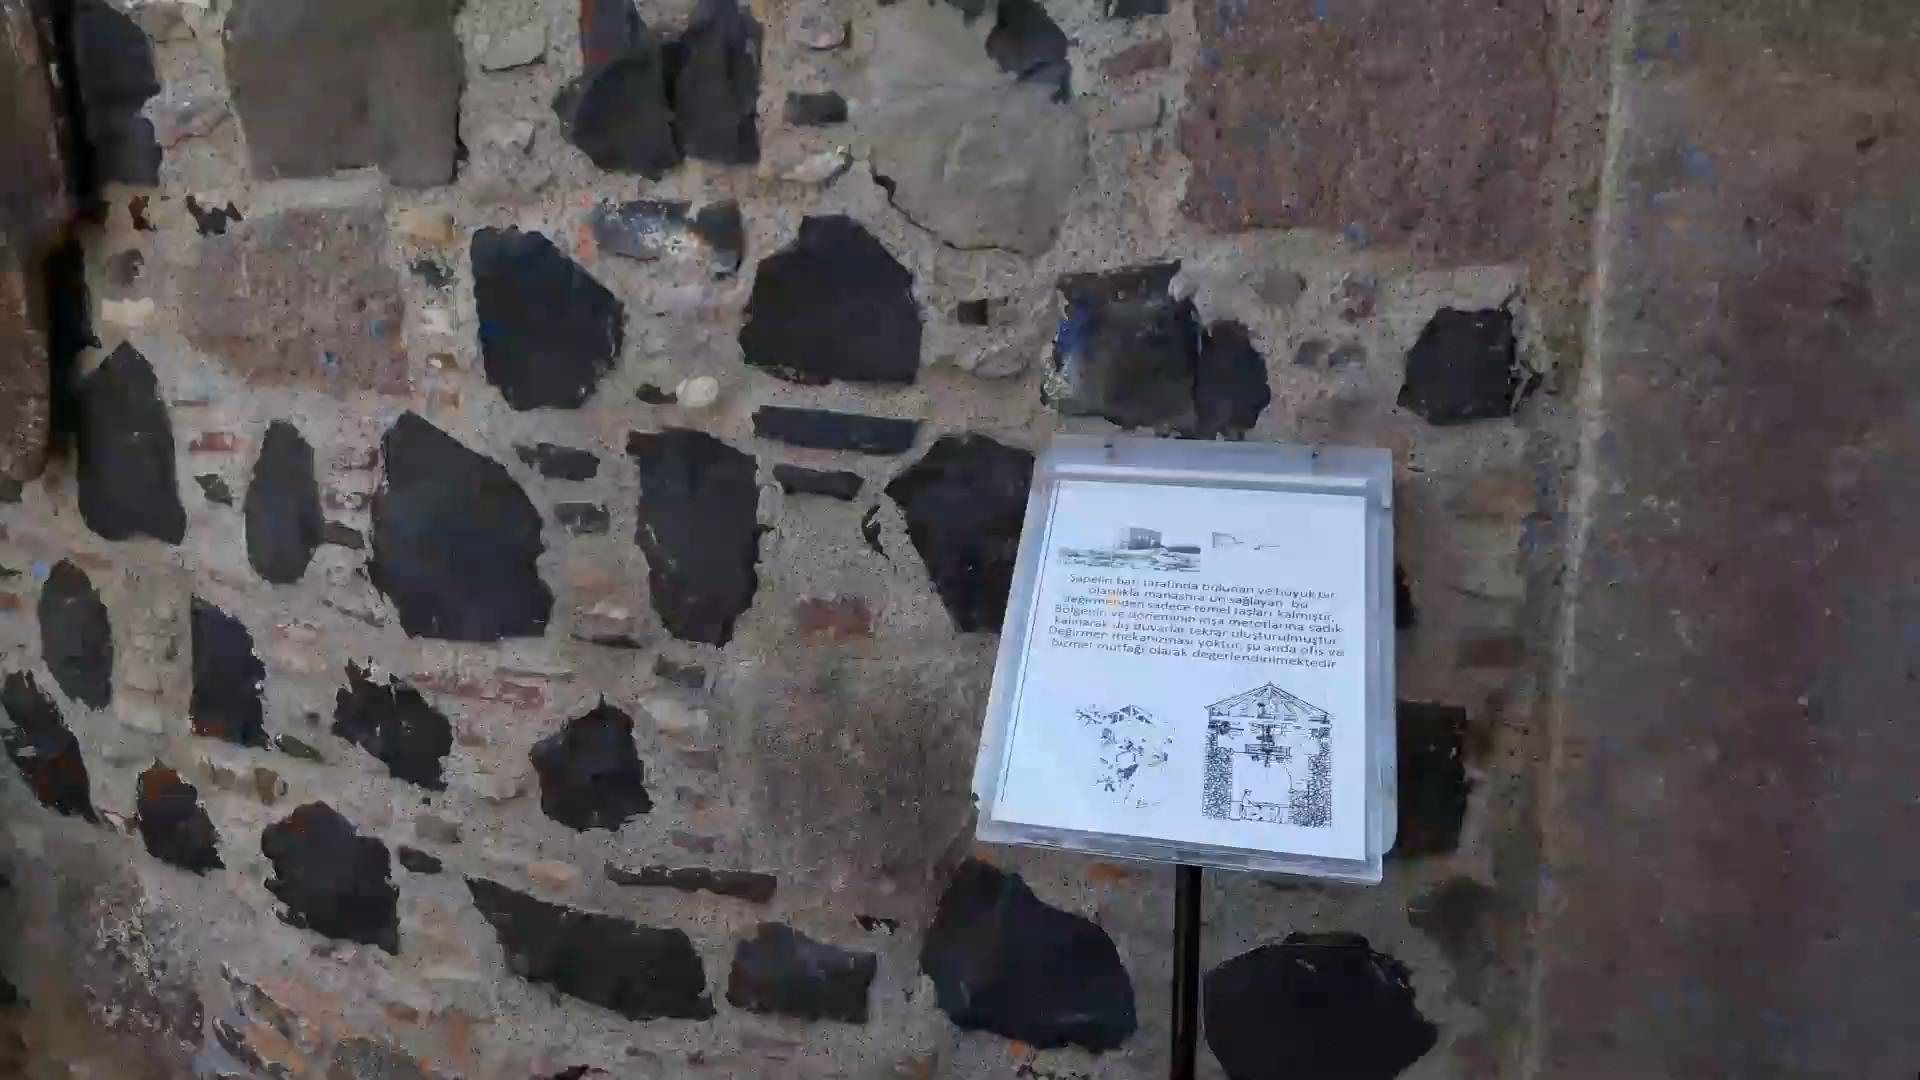 Şapelin batı tarafında bulunan ve büyük bir
olasılıkla manastıra un sağlayan bu
değirmenden sadece temel taşları kalmıştır.
Bölgenin ve döneminin inşa metotlarına sadık
kalınarak dış duvarlar tekrar oluşturulmuştur.
Değirmen mekanizması yoktur, şu anda ofis ve
hizmet mutfağı olarak değerlendirilmektedir